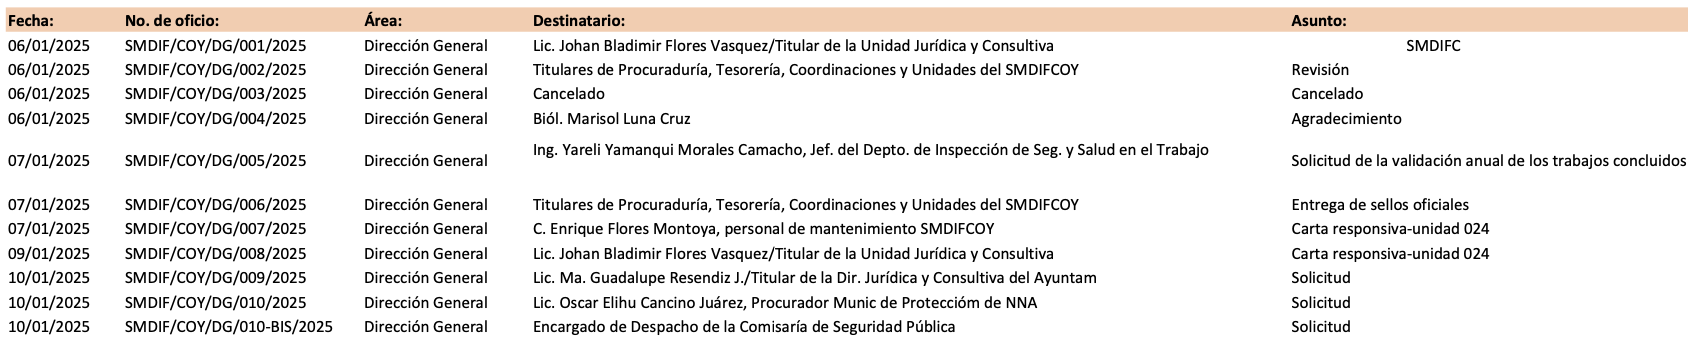 Fecha: No. de oficio: Área: Destinatario: Asunto:
06/01/2025 SMDIF/COY/DG/001/2025 Dirección General Lic. Johan Bladimir Flores Vasquez/Titular de la Unidad Jurídica y Consultiva SMDIFC
06/01/2025 SMDIF/COY/DG/002/2025 Dirección General Titulares de Procuraduría, Tesorería, Coordinaciones y Unidades del SMDIFCOY Revisión
06/01/2025 SMDIF/COY/DG/003/2025 Dirección General Cancelado Cancelado
06/01/2025 SMDIF/COY/DG/004/2025 Dirección General Biól. Marisol Luna Cruz Agradecimiento
07/01/2025 SMDIF/COY/DG/005/2025 Dirección General Ing. Yareli Yamanqui Morales Camacho, Jef. del Depto. de Inspección de Seg. y Salud en el Trabajo Solicitud de la validación anual de los trabajos concluidos
07/01/2025 SMDIF/COY/DG/006/2025 Dirección General Titulares de Procuraduría, Tesorería, Coordinaciones y Unidades del SMDIFCOY Entrega de sellos oficiales
07/01/2025 SMDIF/COY/DG/007/2025 Dirección General C. Enrique Flores Montoya, personal de mantenimiento SMDIFCOY Carta responsiva-unidad 024
09/01/2025 SMDIF/COY/DG/008/2025 Dirección General Lic. Johan Bladimir Flores Vasquez/Titular de la Unidad Jurídica y Consultiva Carta responsiva-unidad 024
10/01/2025 SMDIF/COY/DG/009/2025 Dirección General Lic. Ma. Guadalupe Resendiz J./Titular de la Dir. Jurídica y Consultiva del Ayuntam Solicitud
10/01/2025 SMDIF/COY/DG/010/2025 Dirección General Lic. Oscar Elihu Cancino Juárez, Procurador Munic de Proteccióm de NNA Solicitud
10/01/2025 SMDIF/COY/DG/010-BIS/2025 Dirección General Encargado de Despacho de la Comisaría de Seguridad Pública Solicitud